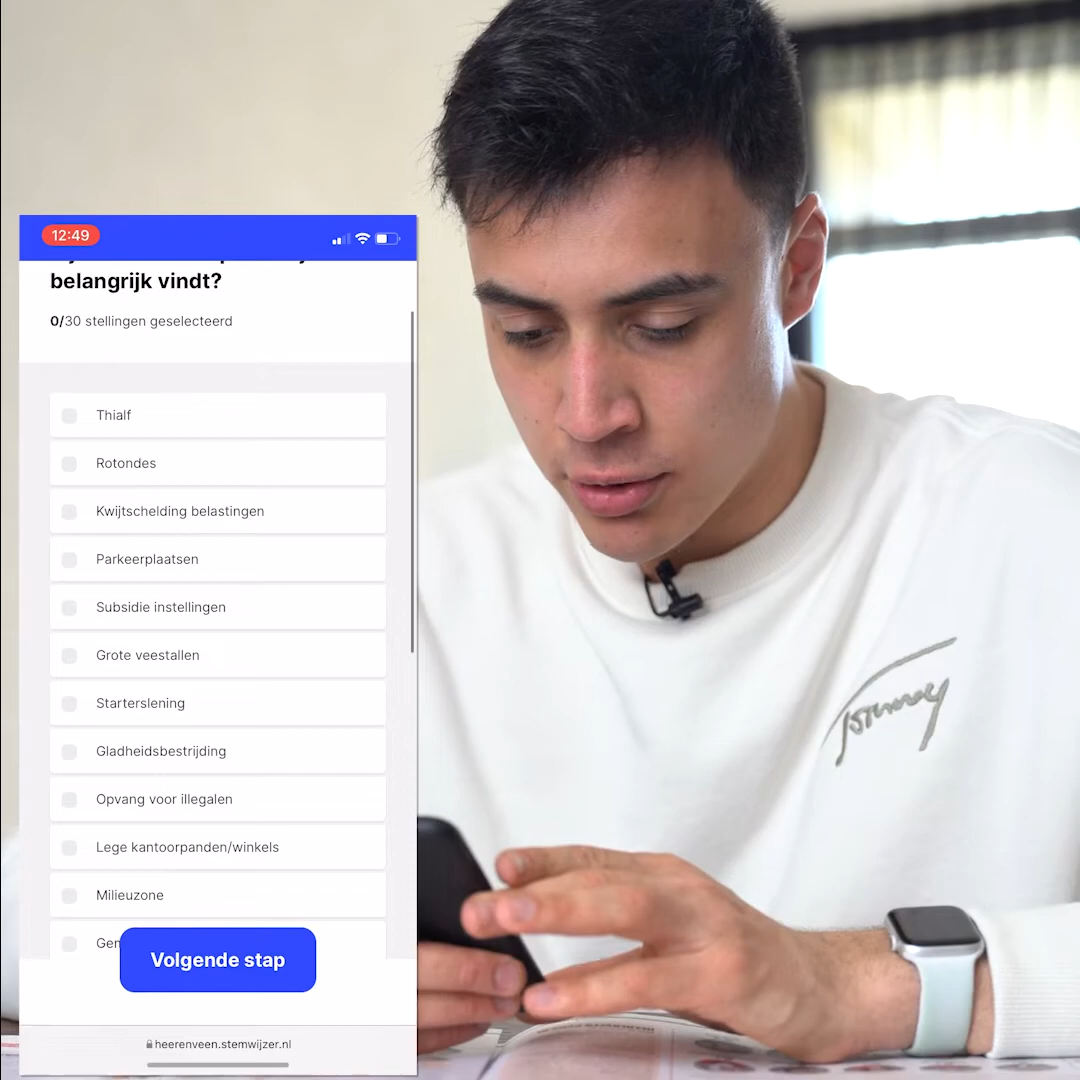 12:49
belangrijk vindt?
0/30 stellingen geselecteerd
Thialf
Rotondes
Kwijtschelding belastingen
Parkeerplaatsen
Subsidie instellingen
Grote veestallen
Starterslening
Gladheidsbestrijding
Opvang voor illegalen
Lege kantoorpanden/winkels
Milieuzone
Volgende stap
heerenveen.stemwijzer.nl
Tommy